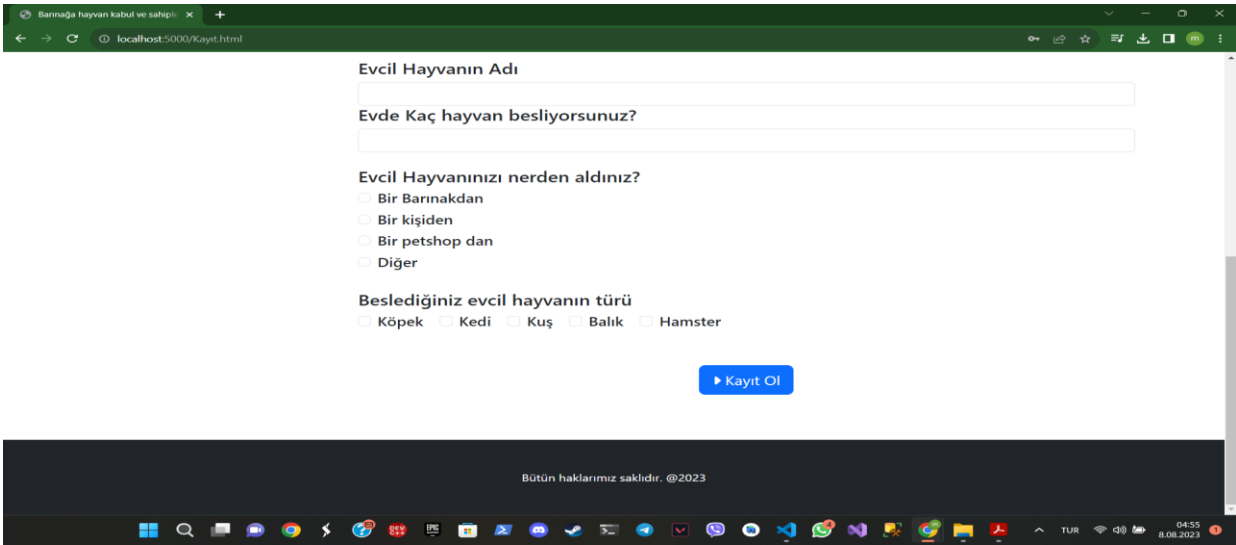 Barınağa hayvan kabul ve sahiple
localhost:5000/Kayıt.html
m
Evcil Hayvanın Adı
Evde Kaç hayvan besliyorsunuz?
Evcil Hayvanınızı nerden aldınız?
Bir Barınakdan
Bir kişiden
Bir petshop dan
Diğer
Beslediğiniz evcil hayvanın türü
Köpek Kedi Kuş Balık Hamster
Kayıt Ol
Bütün haklarımız saklıdır. @2023
TUR 04:55
8.08.2023